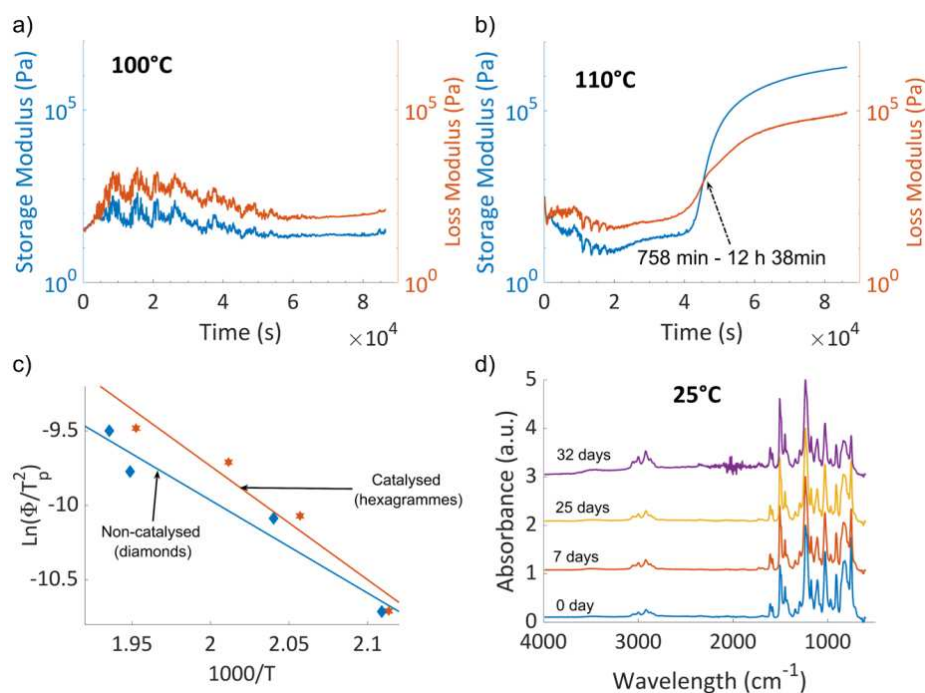 a)
100°C
Storage Modulus (Pa)
10^5
10^0
Loss Modulus (Pa)
10^5
10^0
0 2 4 6 8
×10^4
Time (s)
b)
110°C
Storage Modulus (Pa)
10^5
10^0
Loss Modulus (Pa)
10^5
10^0
758 min - 12 h 38min
0 2 4 6 8
×10^4
Time (s)
c)
Ln(Φ/T_p^2)
-9.5
-10
-10.5
Non-catalysed
(diamonds)
Catalysed
(hexagrammes)
1.95 2 2.05 2.1
1000/T
d)
25°C
Absorbance (a.u.)
5
4
3
2
1
0
32 days
25 days
7 days
0 day
4000 3000 2000 1000
Wavelength (cm^-1)